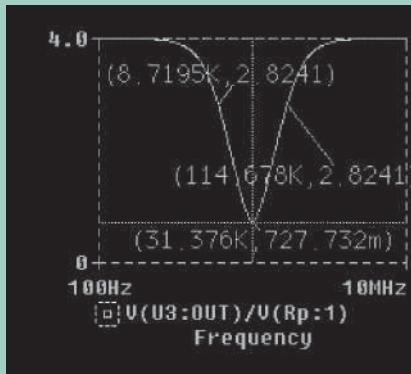 4.0
(8.7195K,2.8241)
(114.678K,2.8241
(31.376K,727.732m)
0
100Hz 10MHz
V(U3:OUT)/V(Rp:1)
Frequency